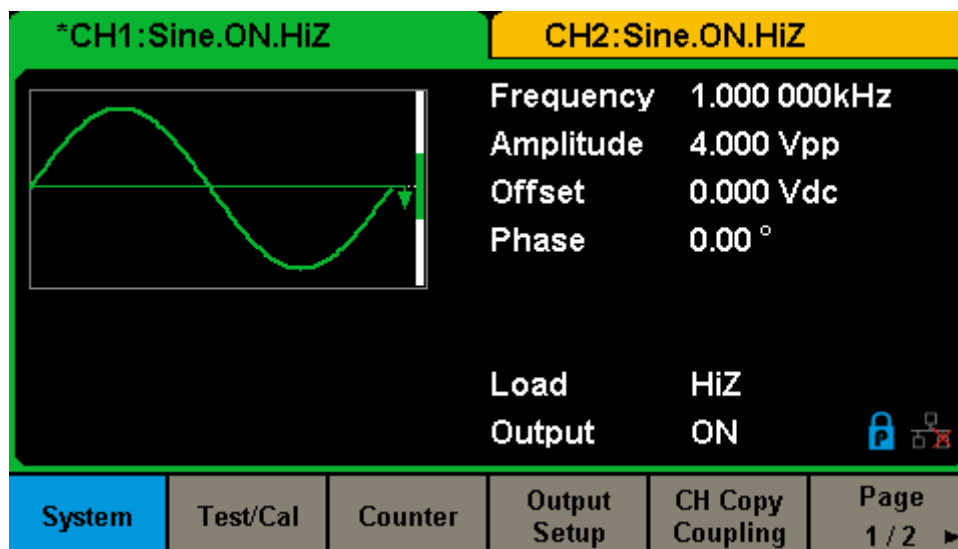 *CH1:Sine.ON.HiZ
CH2:Sine.ON.HiZ
Frequency 1.000 000kHz
Amplitude 4.000 Vpp
Offset 0.000 Vdc
Phase 0.00 °
Load HiZ
Output ON
P
System
Test/Cal
Counter
Output
Setup
CH Copy
Coupling
Page
1 / 2 ►